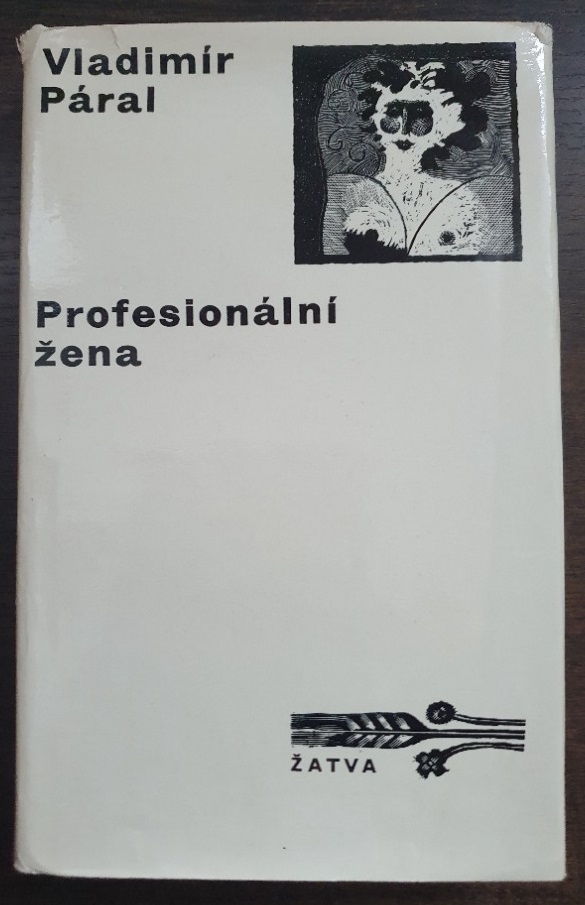 Vladimír
Páral
Profesionální
žena
ŽATVA